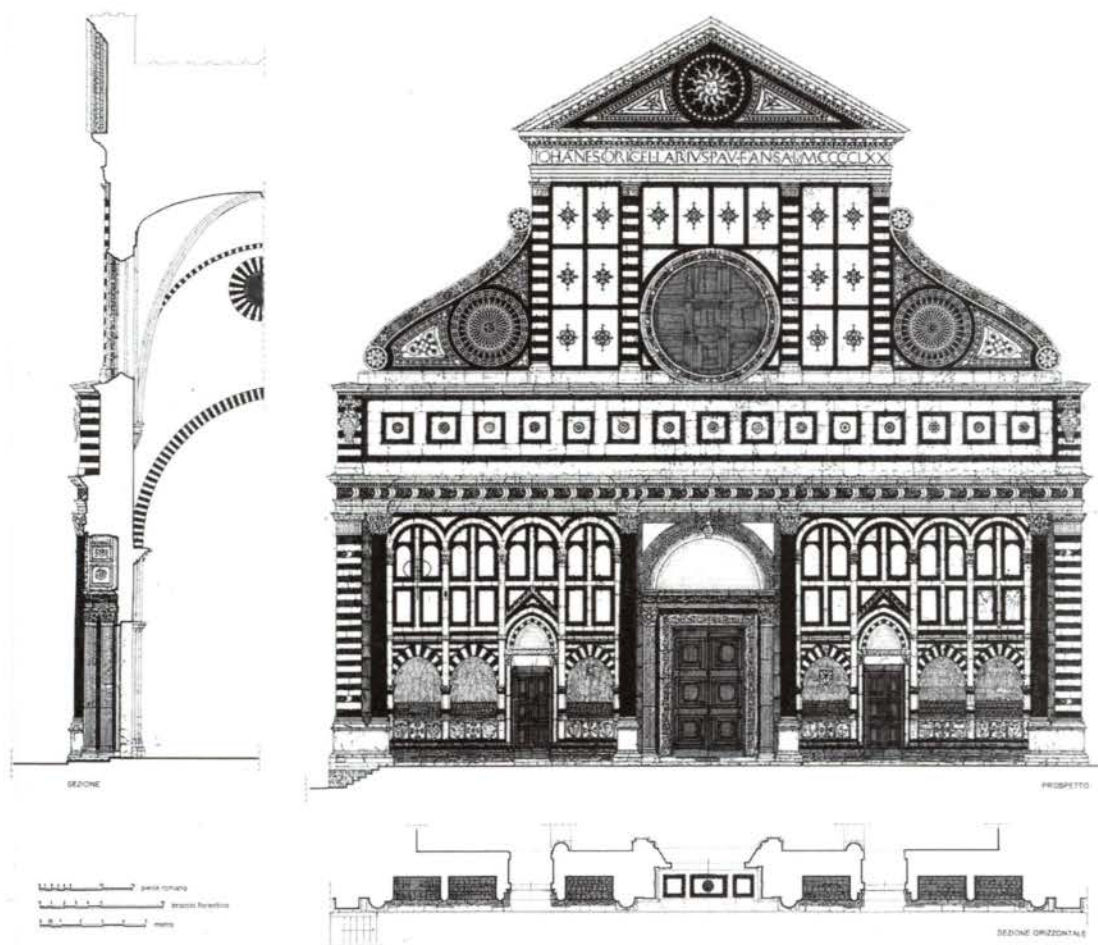 IOHANES·ORICELLARIVS·PAV·F·AN·SAL·MCCCCLXX
SEZIONE
PROSPETTO
piede romano
braccio fiorentino
metro
SEZIONE ORIZZONTALE